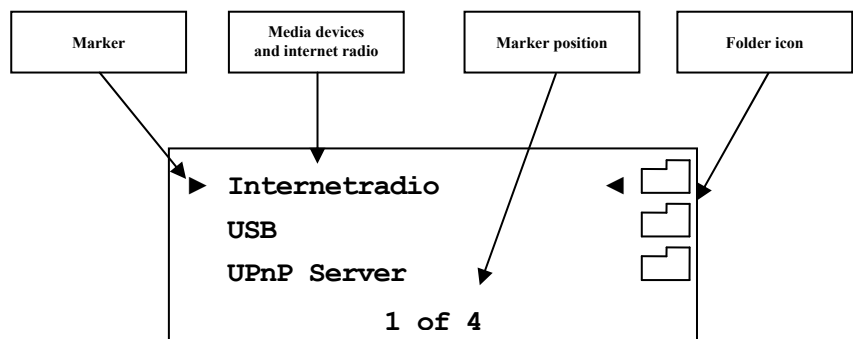 Marker
Media devices
and internet radio
Marker position
Folder icon
Internetradio
USB
UPnP Server
1 of 4